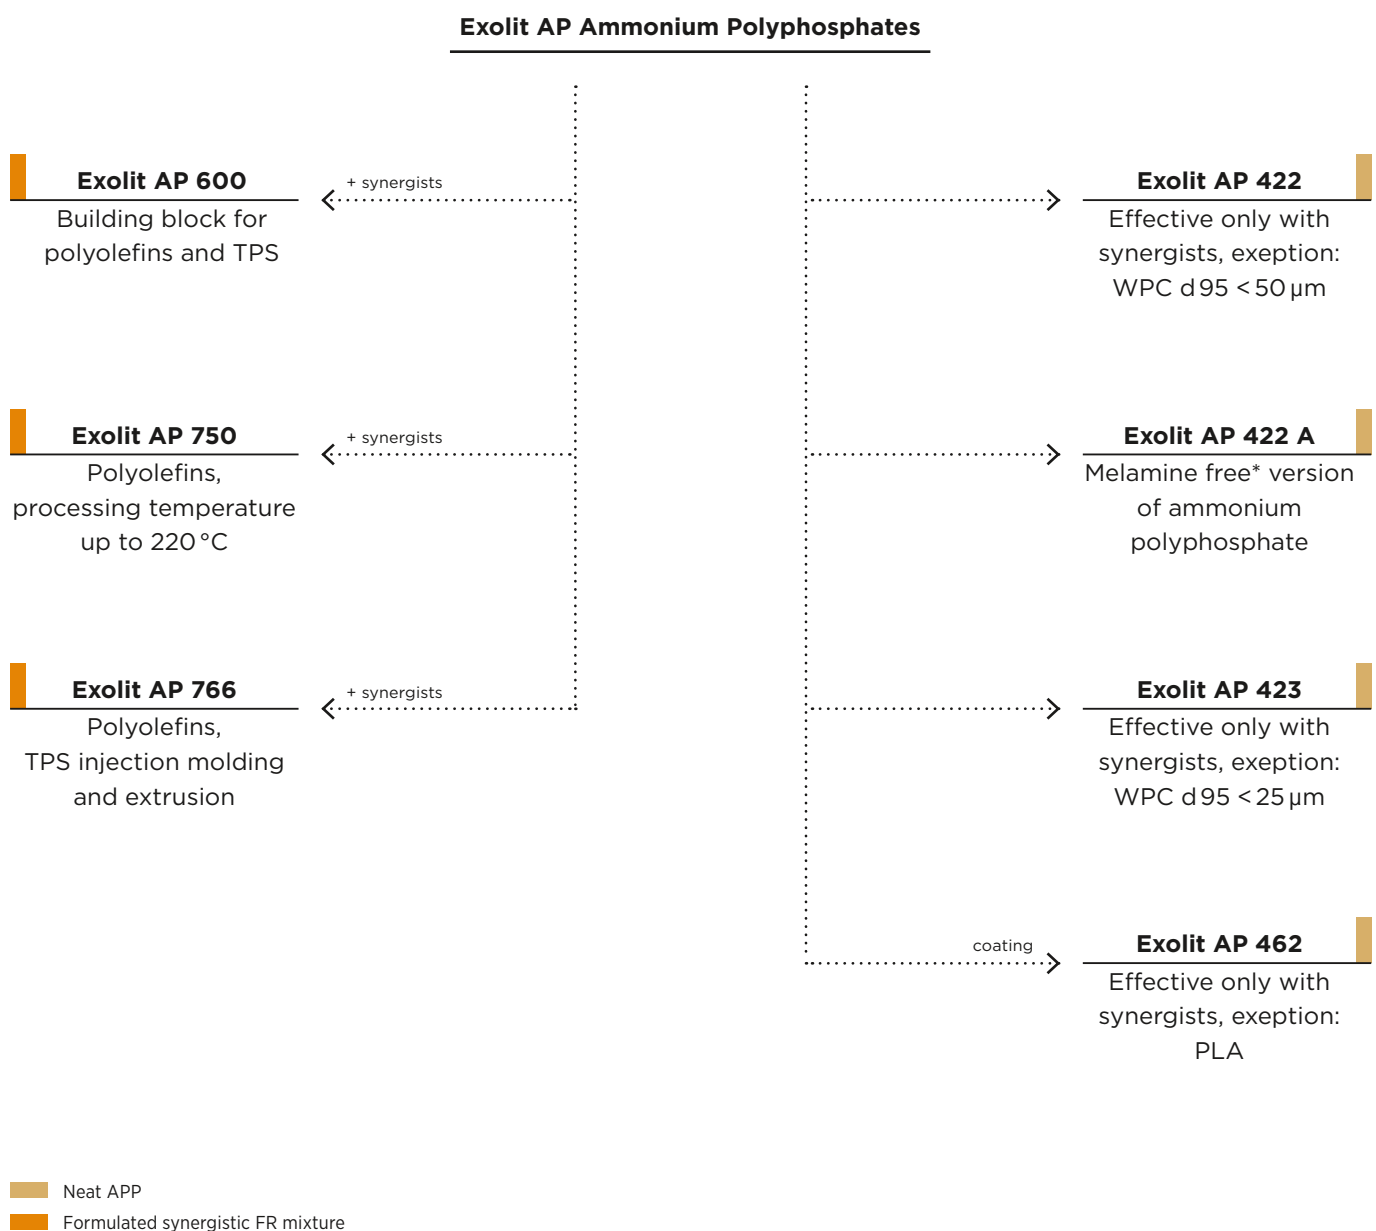 Exolit AP Ammonium Polyphosphates
Exolit AP 600
+ synergists
Building block for
polyolefins and TPS
Exolit AP 422
Effective only with
synergists, exeption:
WPC d 95 < 50 µm
Exolit AP 750
+ synergists
Polyolefins,
processing temperature
up to 220 °C
Exolit AP 422 A
Melamine free* version
of ammonium
polyphosphate
Exolit AP 766
+ synergists
Polyolefins,
TPS injection molding
and extrusion
Exolit AP 423
Effective only with
synergists, exeption:
WPC d 95 < 25 µm
coating
Exolit AP 462
Effective only with
synergists, exeption:
PLA
Neat APP
Formulated synergistic FR mixture